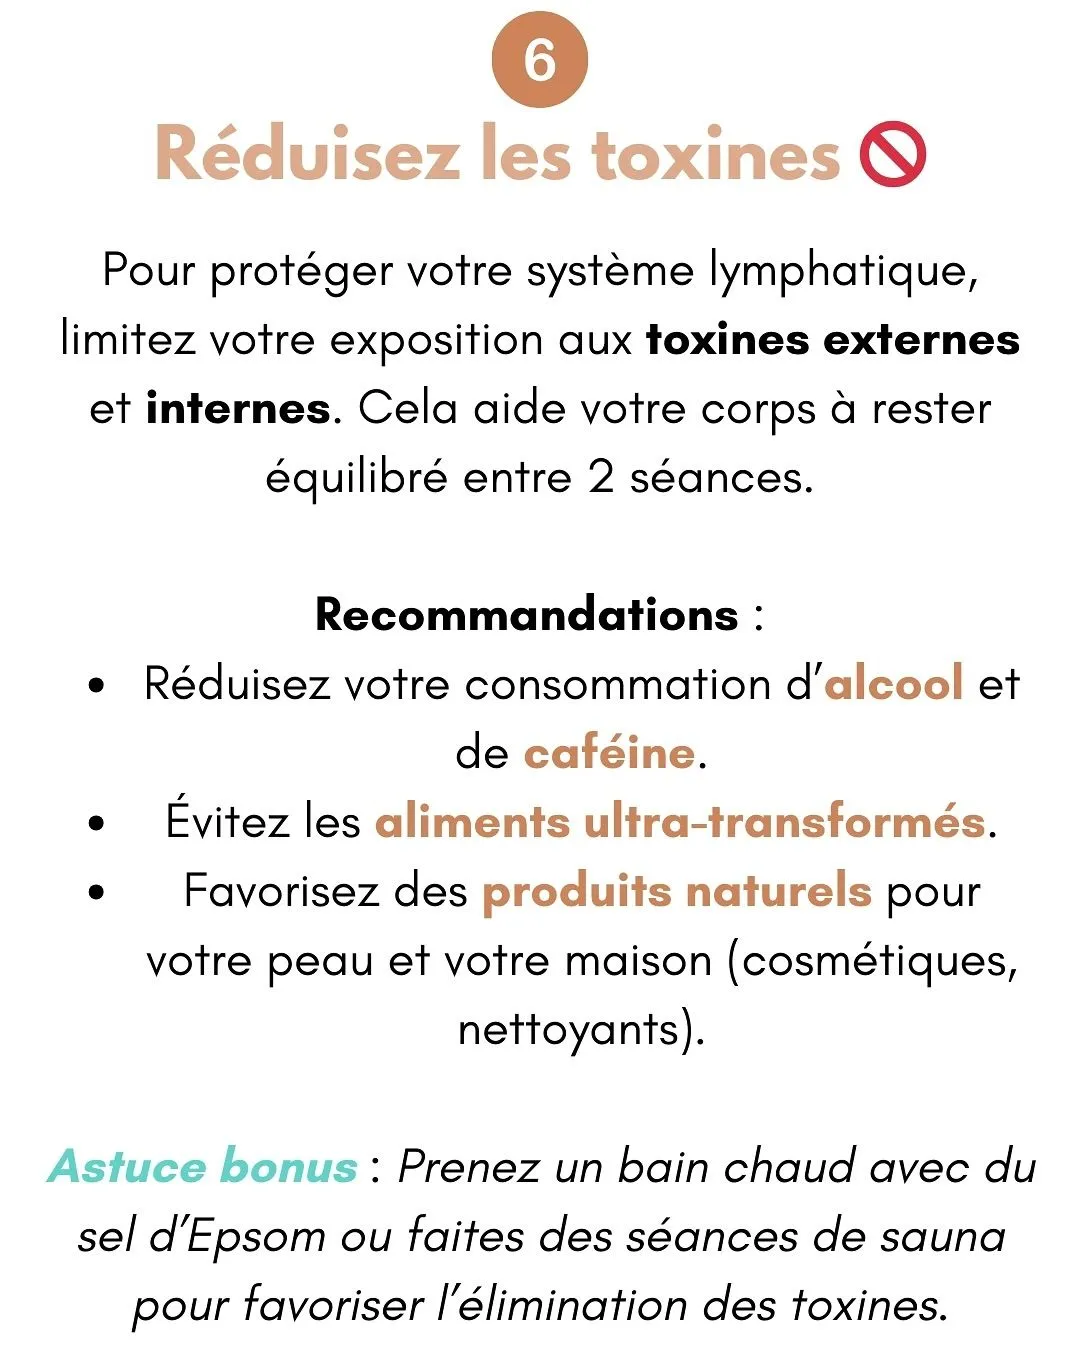 6
Réduisez les toxines 🚫
Pour protéger votre système lymphatique,
limitez votre exposition aux toxines externes
et internes. Cela aide votre corps à rester
équilibré entre 2 séances.
Recommandations :
• Réduisez votre consommation d’alcool et
de caféine.
• Évitez les aliments ultra-transformés.
• Favorisez des produits naturels pour
votre peau et votre maison (cosmétiques,
nettoyants).
Astuce bonus : Prenez un bain chaud avec du
sel d’Epsom ou faites des séances de sauna
pour favoriser l’élimination des toxines.